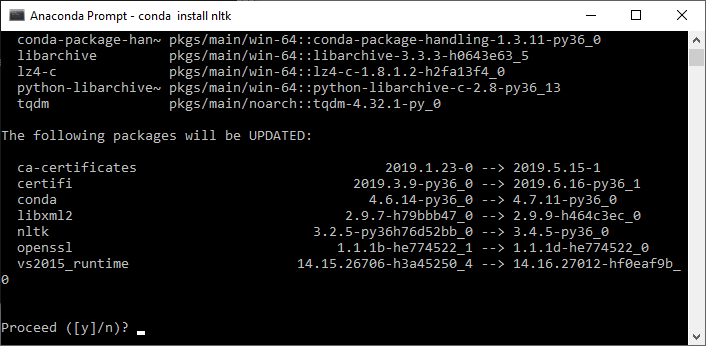 Anaconda Prompt - conda install nltk
conda-package-han~ pkgs/main/win-64::conda-package-handling-1.3.11-py36_0
libarchive pkgs/main/win-64::libarchive-3.3.3-h0643e63_5
lz4-c pkgs/main/win-64::lz4-c-1.8.1.2-h2fa13f4_0
python-libarchive~ pkgs/main/win-64::python-libarchive-c-2.8-py36_13
tqdm pkgs/main/noarch::tqdm-4.32.1-py_0
The following packages will be UPDATED:
ca-certificates 2019.1.23-0 --> 2019.5.15-1
certifi 2019.3.9-py36_0 --> 2019.6.16-py36_1
conda 4.6.14-py36_0 --> 4.7.11-py36_0
libxml2 2.9.7-h79bbb47_0 --> 2.9.9-h464c3ec_0
nltk 3.2.5-py36h76d52bb_0 --> 3.4.5-py36_0
openssl 1.1.1b-he774522_1 --> 1.1.1d-he774522_0
vs2015_runtime 14.15.26706-h3a45250_4 --> 14.16.27012-hf0eaf9b_
0
Proceed ([y]/n)?